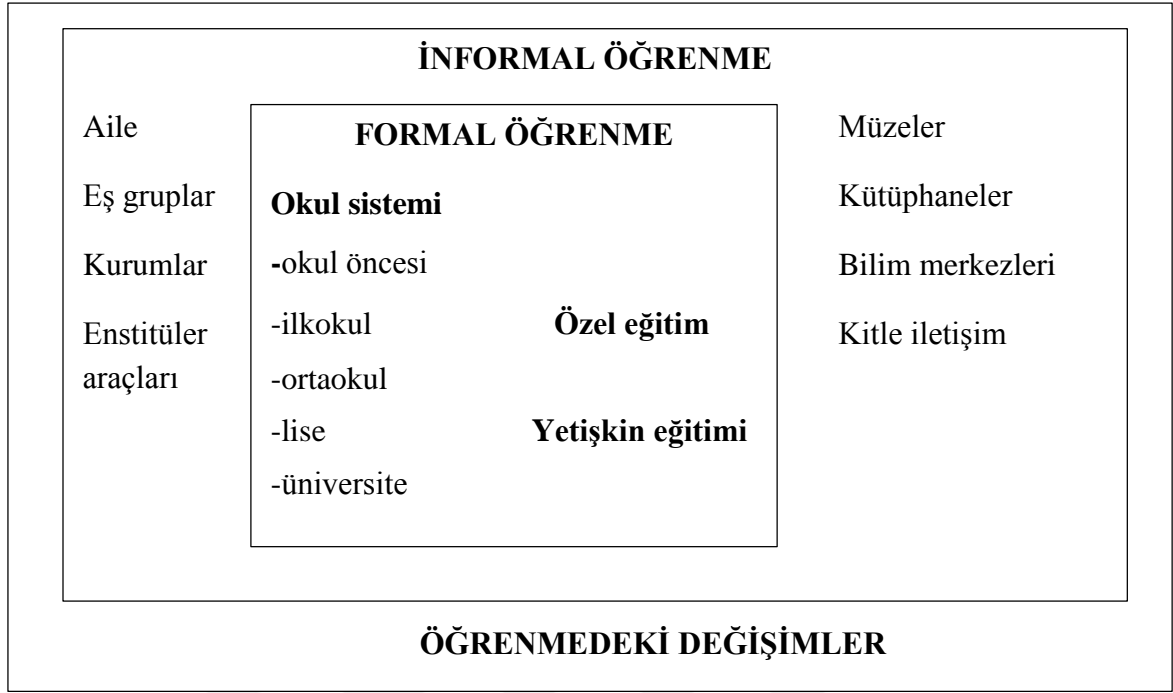 İNFORMAL ÖĞRENME
Aile
Eş gruplar
Kurumlar
Enstitüler
araçları
FORMAL ÖĞRENME
Okul sistemi
-okul öncesi
-ilkokul
-ortaokul
-lise
-üniversite
Özel eğitim
Yetişkin eğitimi
Müzeler
Kütüphaneler
Bilim merkezleri
Kitle iletişim
ÖĞRENMEDEKİ DEĞİŞİMLER